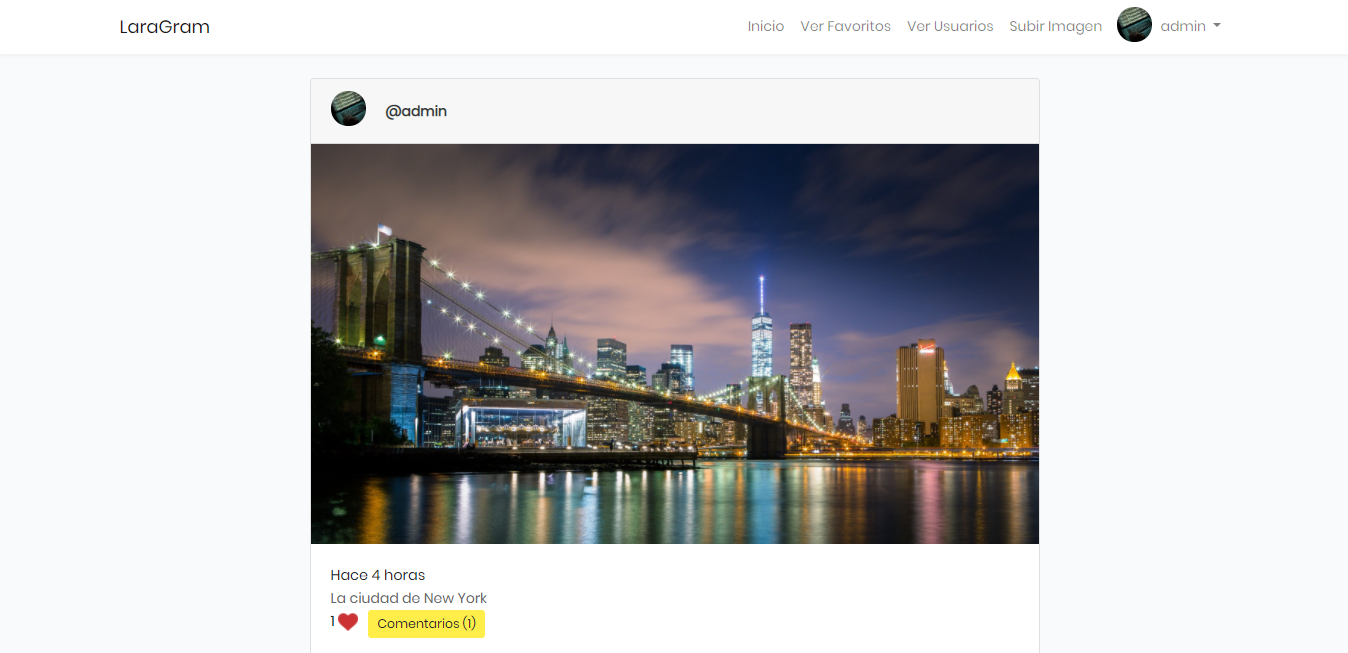 LaraGram
Inicio Ver Favoritos Ver Usuarios Subir Imagen admin
@admin
Hace 4 horas
La ciudad de New York
1 Comentarios (1)